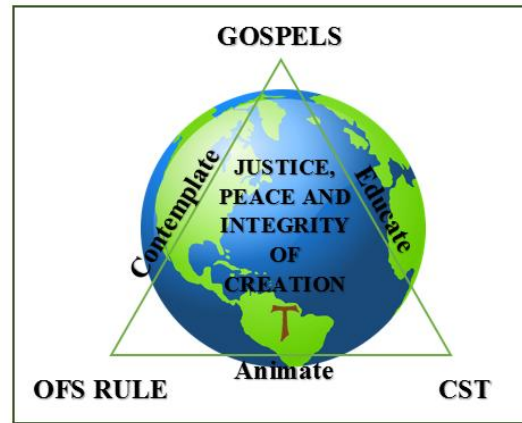 GOSPELS
Contemplate
Educate
JUSTICE,
PEACE AND
INTEGRITY
OF
CREATION
T
Animate
OFS RULE
CST